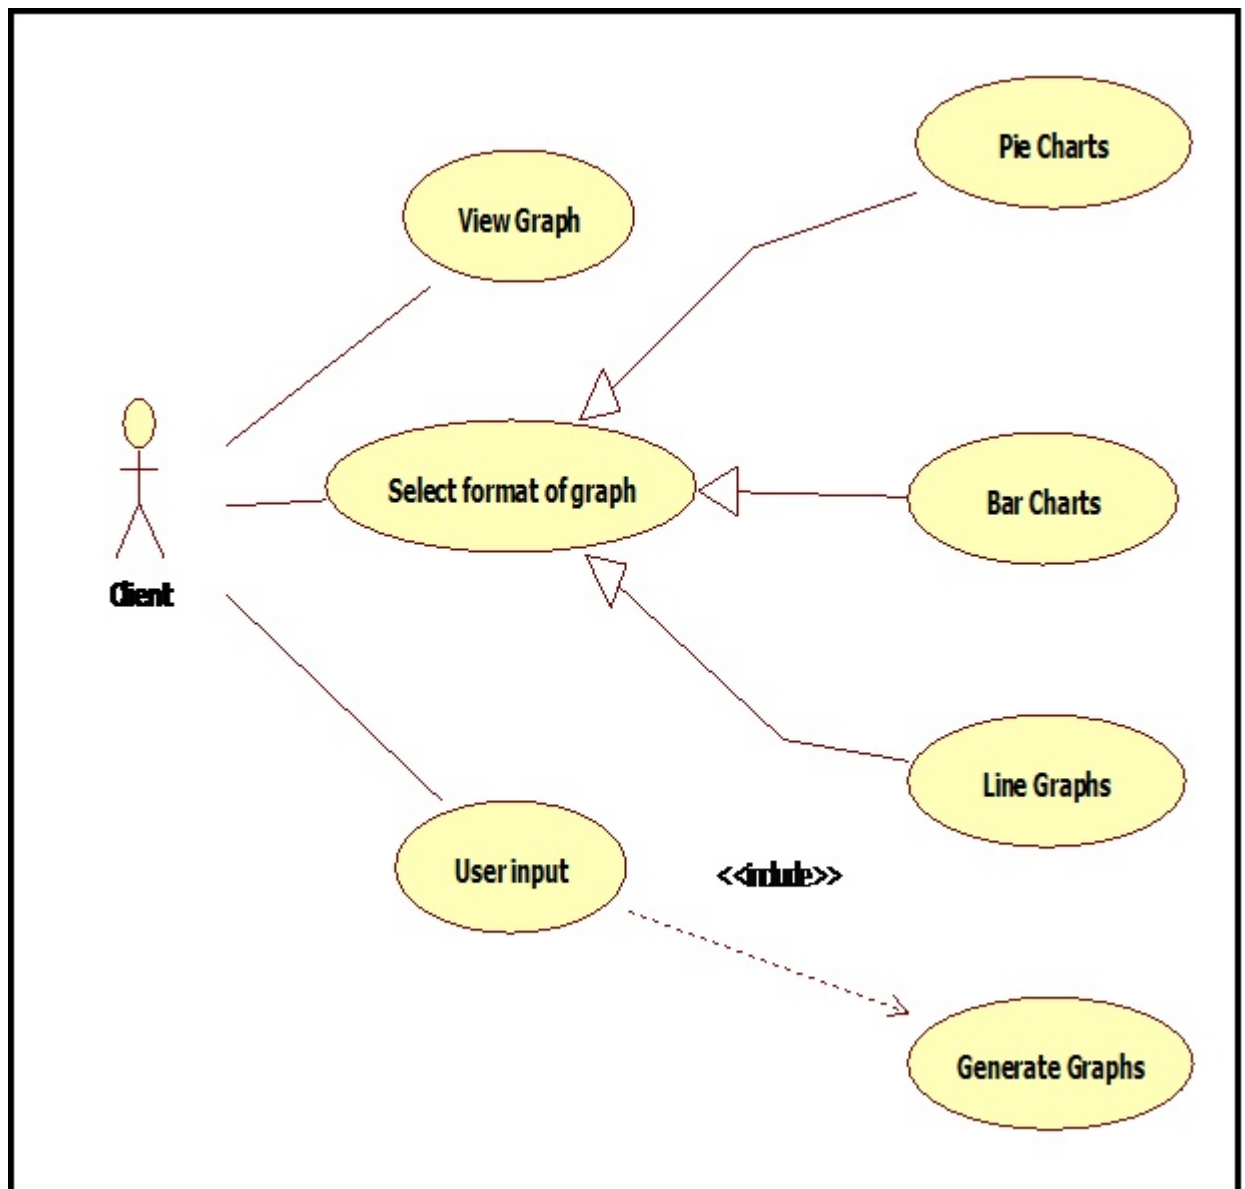 Pie Charts
View Graph
Select format of graph
Bar Charts
Client
Line Graphs
User input
<<include>>
Generate Graphs